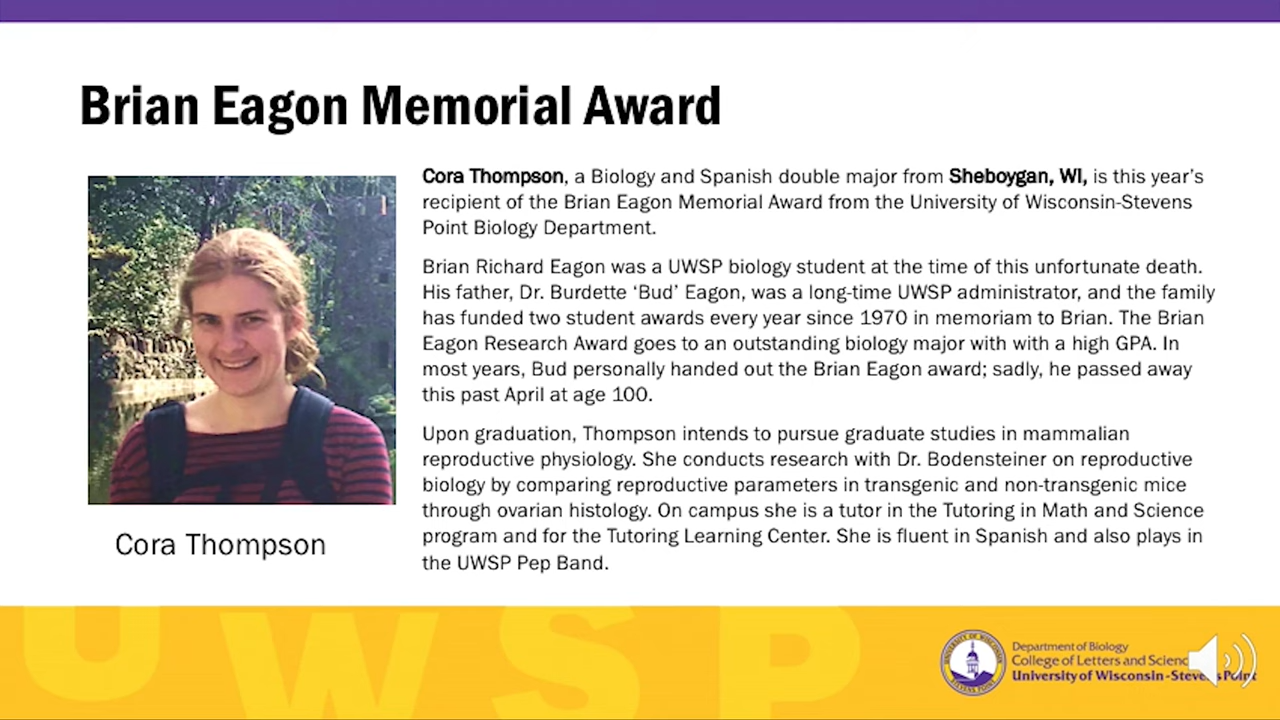 Brian Eagon Memorial Award
Cora Thompson, a Biology and Spanish double major from Sheboygan, WI, is this year's
recipient of the Brian Eagon Memorial Award from the University of Wisconsin-Stevens
Point Biology Department.
Brian Richard Eagon was a UWSP biology student at the time of this unfortunate death.
His father, Dr. Burdette ‘Bud’ Eagon, was a long-time UWSP administrator, and the family
has funded two student awards every year since 1970 in memoriam to Brian. The Brian
Eagon Research Award goes to an outstanding biology major with with a high GPA. In
most years, Bud personally handed out the Brian Eagon award; sadly, he passed away
this past April at age 100.
Upon graduation, Thompson intends to pursue graduate studies in mammalian
reproductive physiology. She conducts research with Dr. Bodensteiner on reproductive
biology by comparing reproductive parameters in transgenic and non-transgenic mice
through ovarian histology. On campus she is a tutor in the Tutoring in Math and Science
program and for the Tutoring Learning Center. She is fluent in Spanish and also plays in
the UWSP Pep Band.
Cora Thompson
UWSP
UNIVERSITY OF WISCONSIN
STEVENS POINT
Department of Biology
College of Letters and Science
University of Wisconsin-Stevens Point